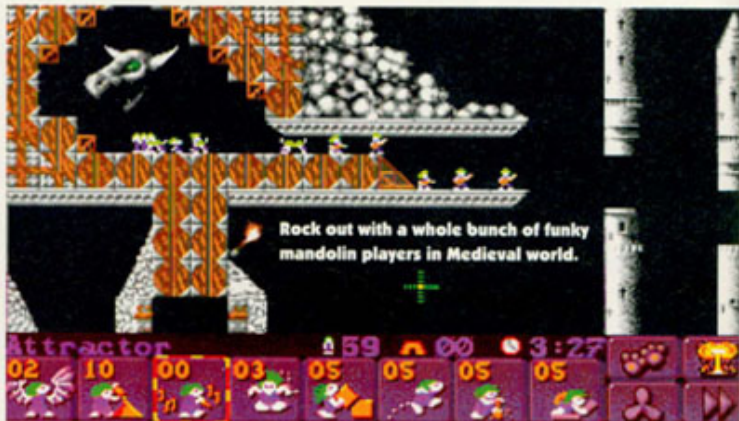 Rock out with a whole bunch of funky
mandolin players in Medieval world.
Attractor 59 00 3:27
02 10 00 03 05 05 05 05